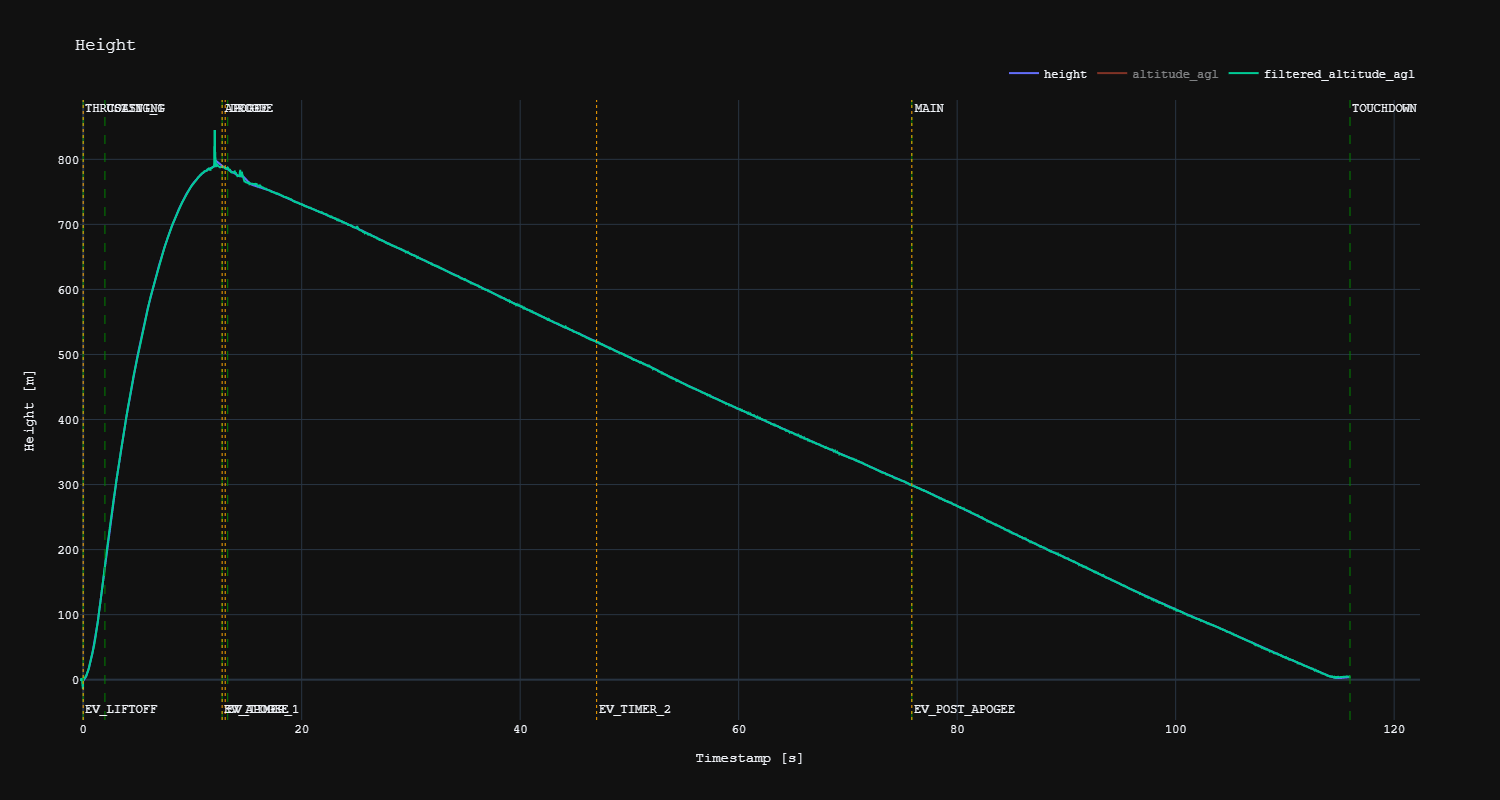 Height
height altitude_agl filtered_altitude_agl
MAIN TOUCHDOWN
800
700
600
500
400
300
200
100
0
Height [m]
EV_LIFTOFF EV_TIMER_2 EV_POST_APOGEE
0 20 40 60 80 100 120
Timestamp [s]